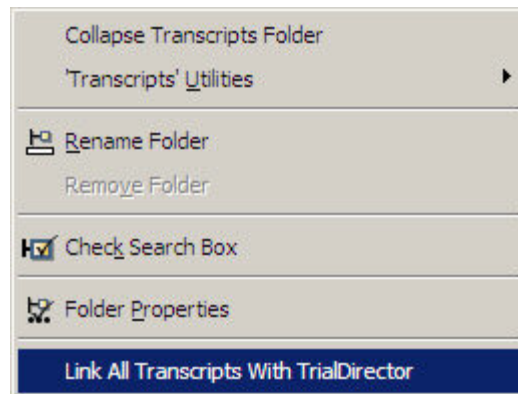 Collapse Transcripts Folder
'Transcripts' Utilities
Rename Folder
Remove Folder
Check Search Box
Folder Properties
Link All Transcripts With TrialDirector